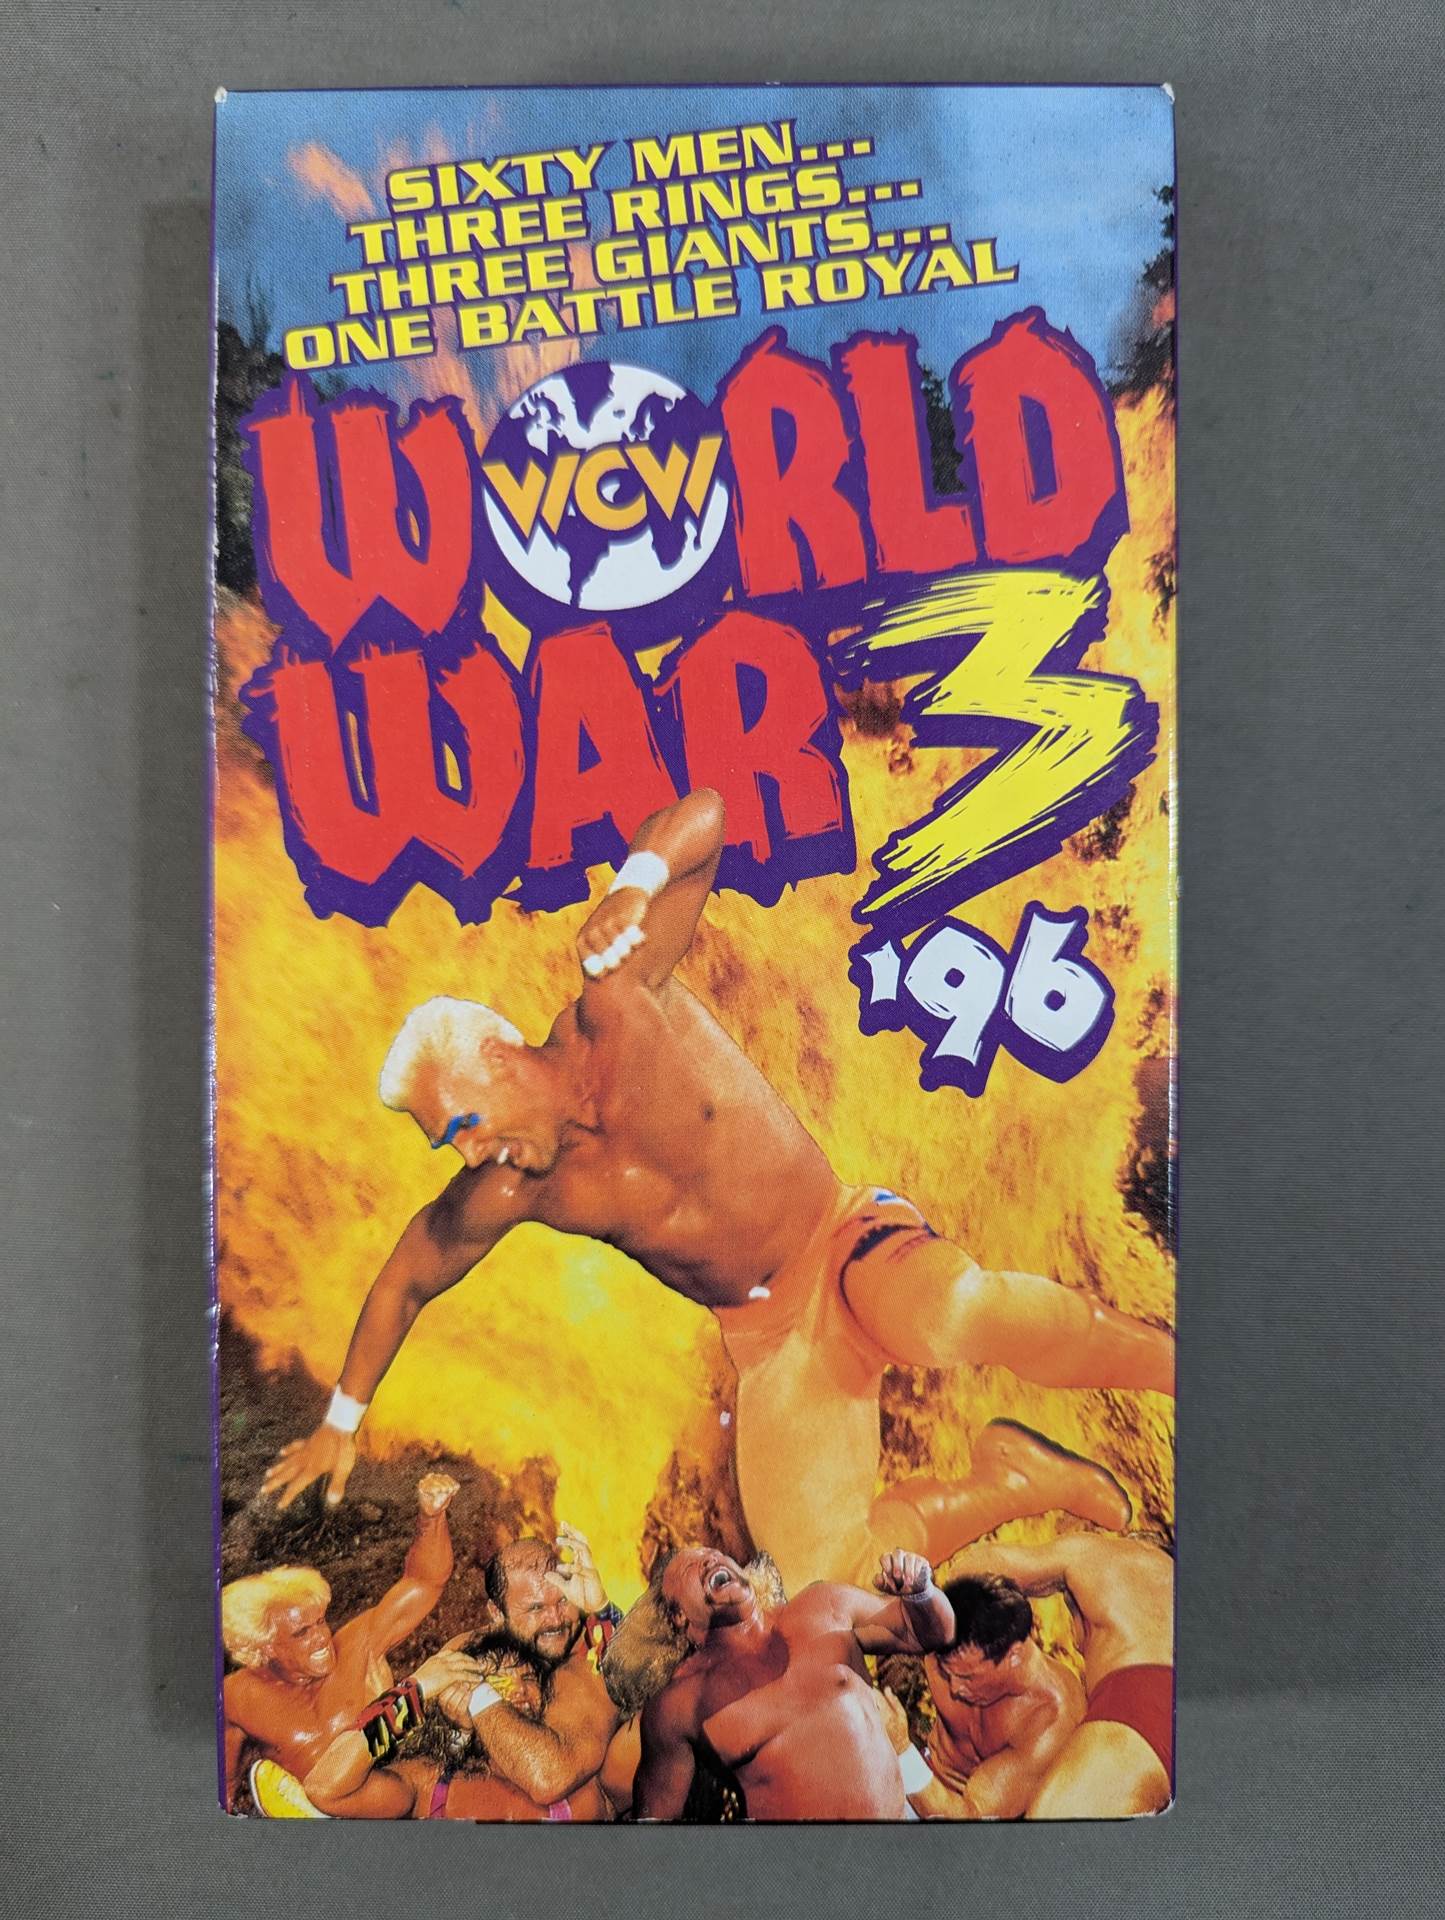 SIXTY MEN...
THREE RINGS...
THREE GIANTS...
ONE BATTLE ROYAL
WORLD
WCW
WAR 3
'96